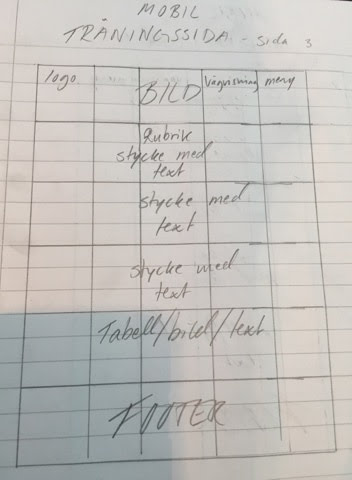 MOBIL
TRÄNINGSSIDA - sida 3
logo. BILD Vägvisning meny
Rubrik
stycke med
text
stycke med
text
stycke med
text
Tabell/bild/text
FOOTER